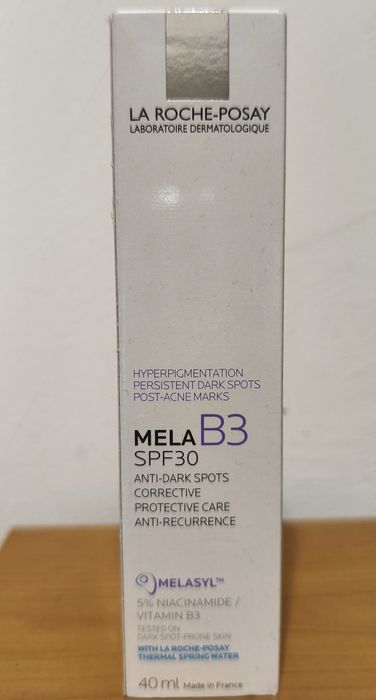 LA ROCHE-POSAY
LABORATOIRE DERMATOLOGIQUE
HYPERPIGMENTATION
PERSISTENT DARK SPOTS
POST-ACNE MARKS
MELA B3
SPF30
ANTI-DARK SPOTS
CORRECTIVE
PROTECTIVE CARE
ANTI-RECURRENCE
MELASYL™
5% NIACINAMIDE /
VITAMIN B3
TESTED ON
DARK SPOT-PRONE SKIN
WITH LA ROCHE-POSAY
THERMAL SPRING WATER
40 ml Made in France